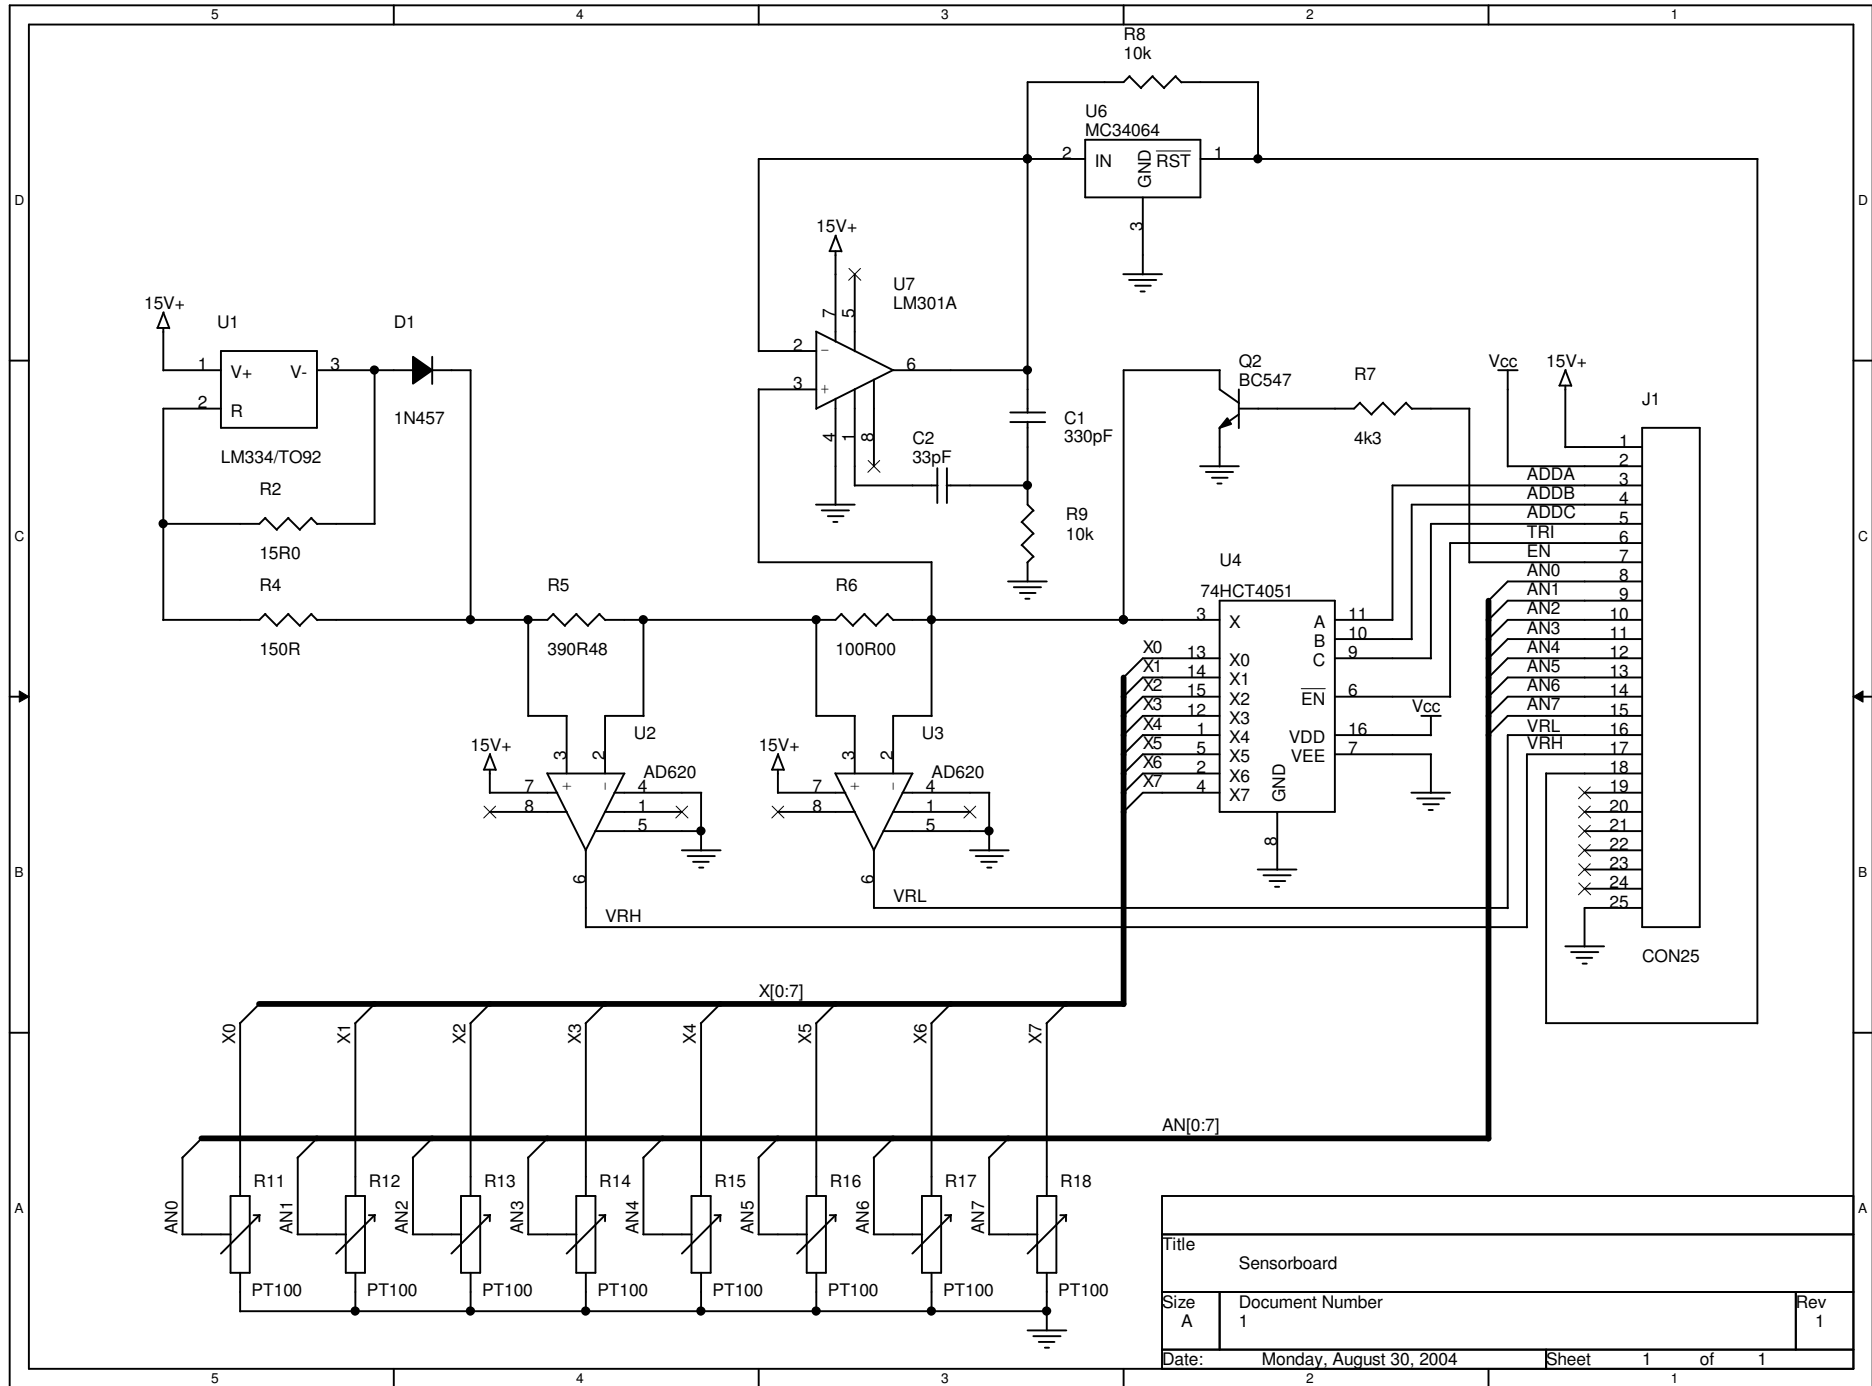 5 4 3 2 1
D
C
B
A
D
C
B
A
5 4 3 2 1
R8
10k
U6
MC34064
2 IN GND RST 1
3
15V+
U7
LM301A
7 5
2 −
3 +
6
4 1 8
C2
33pF
C1
330pF
R9
10k
15V+
U1
D1
1 V+ V- 3
2 R
1N457
LM334/TO92
R2
15R0
R4
150R
R5
390R48
R6
100R00
Q2
BC547
R7
4k3
Vcc
15V+
J1
1
2
ADDA 3
ADDB 4
ADDC 5
TRI 6
EN 7
AN0 8
AN1 9
AN2 10
AN3 11
AN4 12
AN5 13
AN6 14
AN7 15
VRL 16
VRH 17
18
19
20
21
22
23
24
25
CON25
U4
74HCT4051
3 X A 11
B 10
X0 13 X0 C 9
X1 14 X1
X2 15 X2 EN 6
X3 12 X3
Vcc
X4 1 X4 VDD 16
X5 5 X5 VEE 7
X6 2 X6
X7 4 X7
GND
8
U2
15V+
3 2
+ -
AD620
7 4
8 1
5
6
VRH
U3
15V+
3 2
+ -
AD620
7 4
8 1
5
6
VRL
X[0:7]
X0 X1 X2 X3 X4 X5 X6 X7
AN[0:7]
R11 R12 R13 R14 R15 R16 R17 R18
AN0 AN1 AN2 AN3 AN4 AN5 AN6 AN7
PT100 PT100 PT100 PT100 PT100 PT100 PT100 PT100
Title
Sensorboard
Size Document Number Rev
A 1 1
Date: Monday, August 30, 2004 Sheet 1 of 1